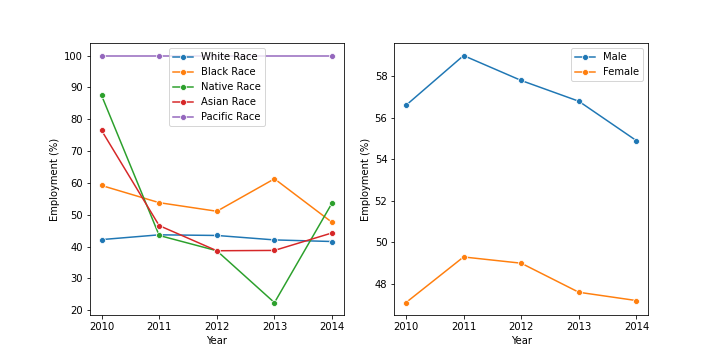 100
90
80
70
60
50
40
30
20
Employment (%)
2010 2011 2012 2013 2014
Year
White Race
Black Race
Native Race
Asian Race
Pacific Race
58
56
54
52
50
48
Employment (%)
2010 2011 2012 2013 2014
Year
Male
Female